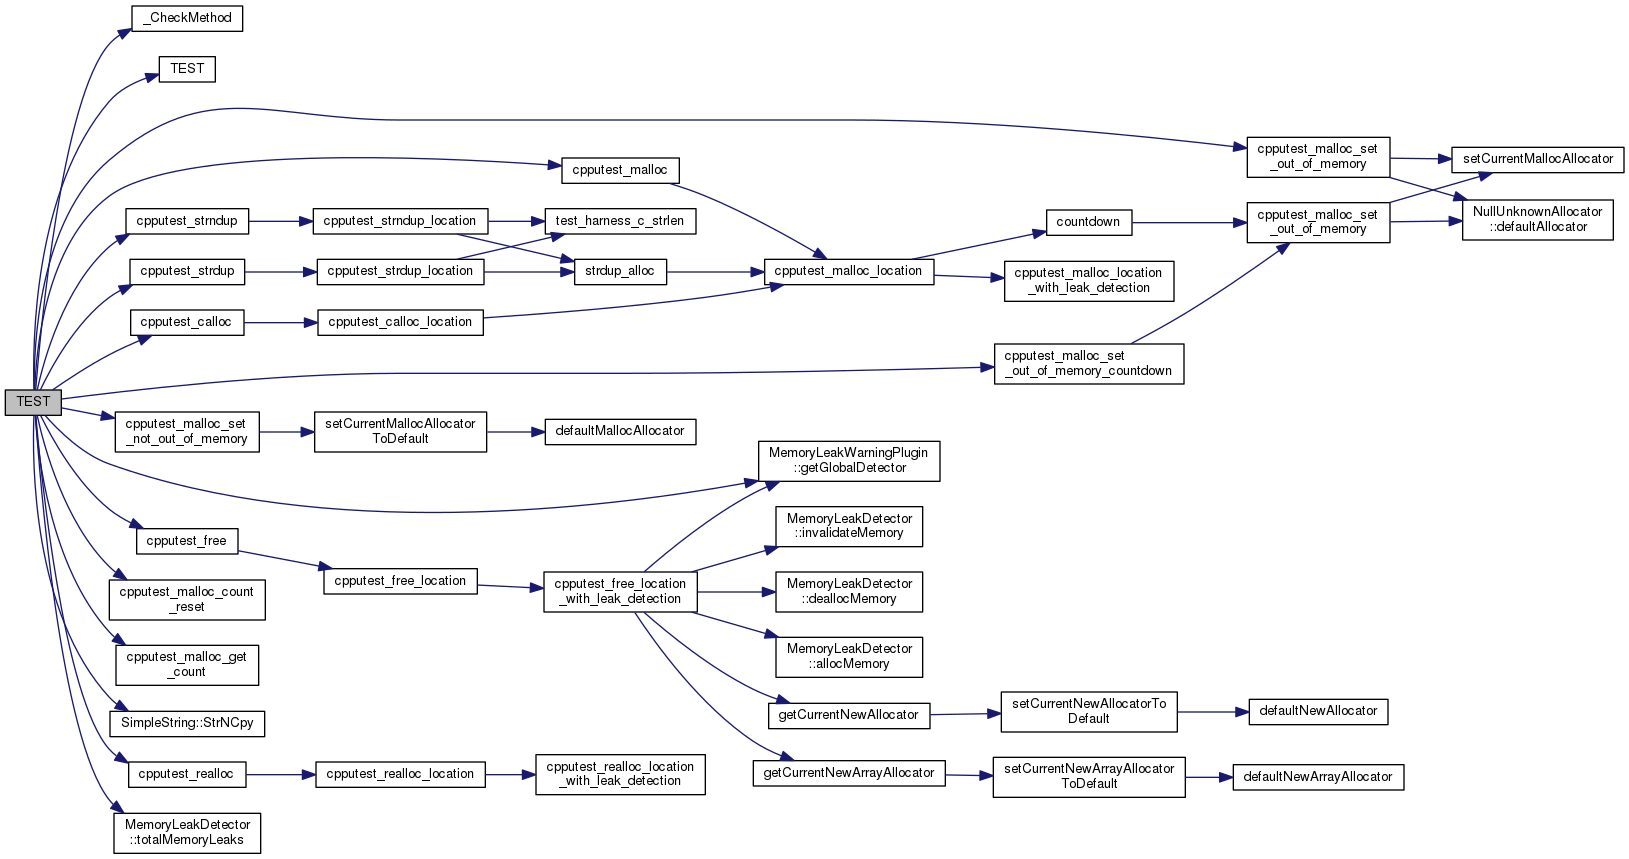 _CheckMethod
TEST
cpputest_malloc_set
_out_of_memory
setCurrentMallocAllocator
cpputest_malloc
cpputest_strndup
cpputest_strndup_location
test_harness_c_strlen
countdown
cpputest_malloc_set
_out_of_memory
NullUnknownAllocator
::defaultAllocator
cpputest_strdup
cpputest_strdup_location
strdup_alloc
cpputest_malloc_location
cpputest_malloc_location
_with_leak_detection
cpputest_calloc
cpputest_calloc_location
cpputest_malloc_set
_out_of_memory_countdown
TEST
cpputest_malloc_set
_not_out_of_memory
setCurrentMallocAllocator
ToDefault
defaultMallocAllocator
MemoryLeakWarningPlugin
::getGlobalDetector
cpputest_free
MemoryLeakDetector
::invalidateMemory
cpputest_free_location
cpputest_free_location
_with_leak_detection
MemoryLeakDetector
::deallocMemory
cpputest_malloc_count
_reset
MemoryLeakDetector
::allocMemory
cpputest_malloc_get
_count
SimpleString::StrNCpy
getCurrentNewAllocator
setCurrentNewAllocatorTo
Default
defaultNewAllocator
cpputest_realloc
cpputest_realloc_location
cpputest_realloc_location
_with_leak_detection
getCurrentNewArrayAllocator
setCurrentNewArrayAllocator
ToDefault
defaultNewArrayAllocator
MemoryLeakDetector
::totalMemoryLeaks